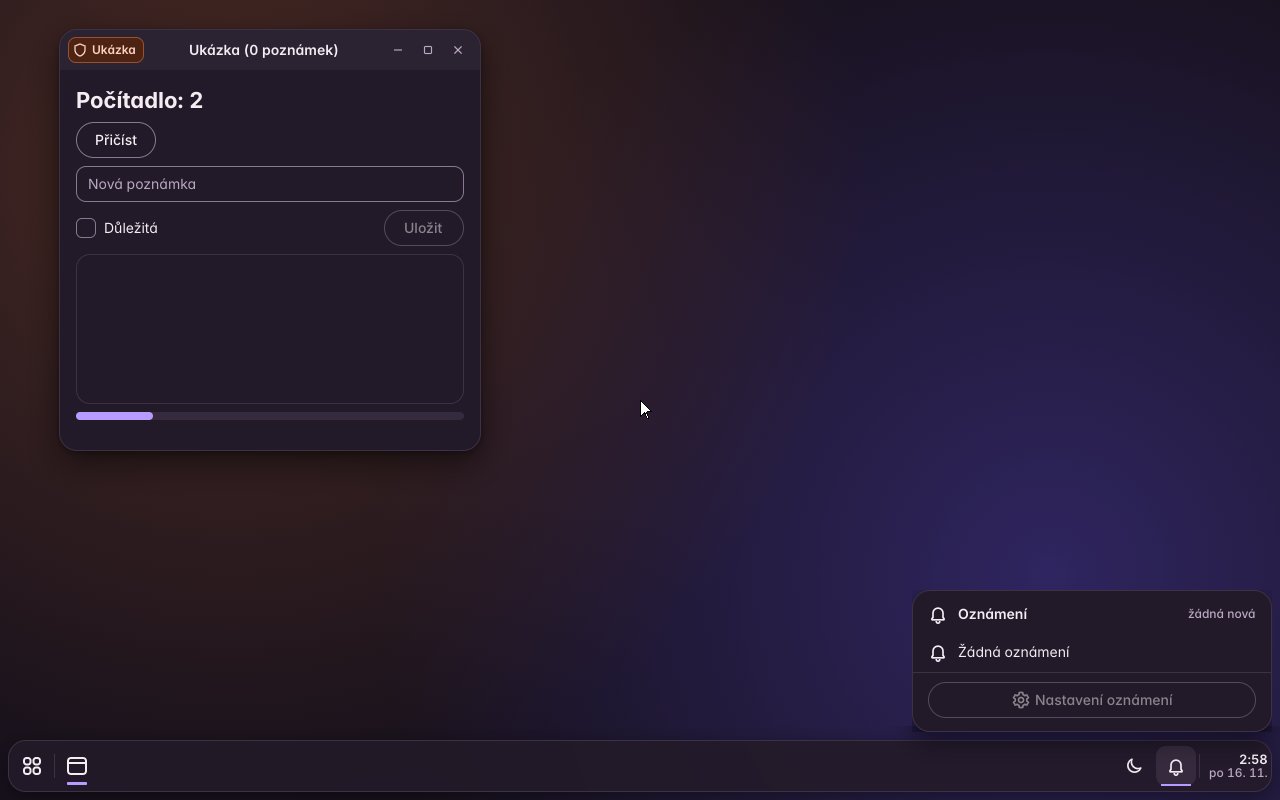 Ukázka
Ukázka (0 poznámek)
Počítadlo: 2
Přičíst
Nová poznámka
Důležitá
Uložit
Oznámení
žádná nová
Žádná oznámení
Nastavení oznámení
2:58
po 16. 11.